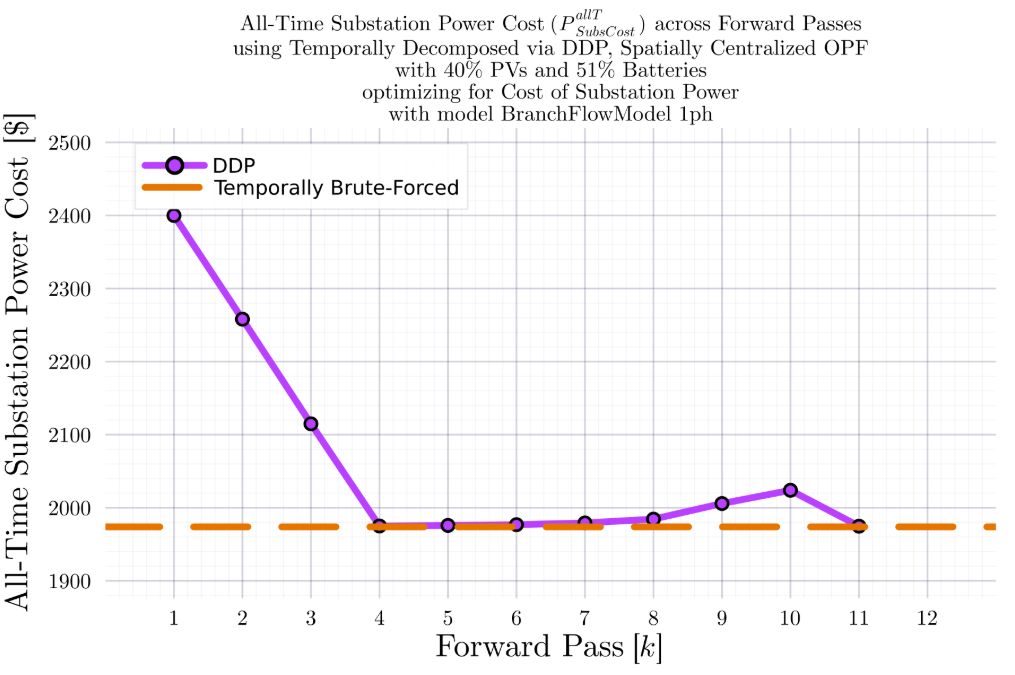 All-Time Substation Power Cost (P^{allT}_{SubsCost}) across Forward Passes
using Temporally Decomposed via DDP, Spatially Centralized OPF
with 40% PVs and 51% Batteries
optimizing for Cost of Substation Power
with model BranchFlowModel 1ph
All-Time Substation Power Cost [$]
2500
2400
2300
2200
2100
2000
1900
DDP
Temporally Brute-Forced
1 2 3 4 5 6 7 8 9 10 11 12
Forward Pass [k]